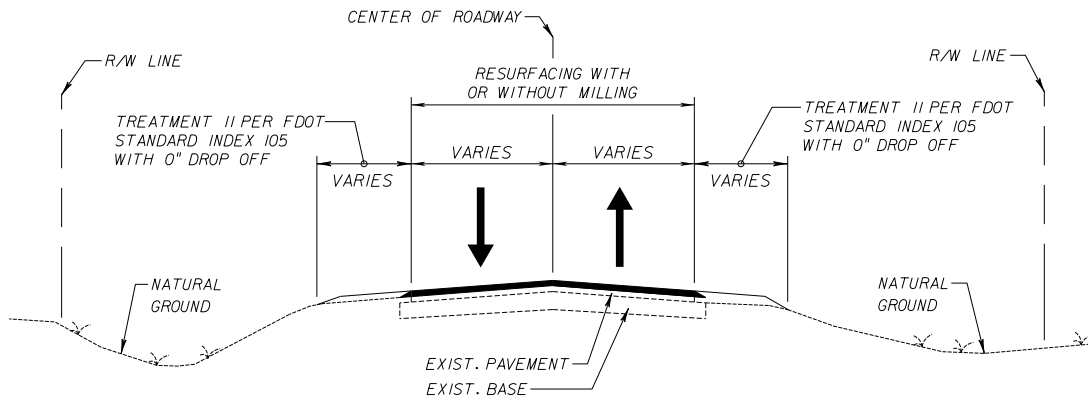 CENTER OF ROADWAY
R/W LINE
R/W LINE
RESURFACING WITH
OR WITHOUT MILLING
TREATMENT II PER FDOT
STANDARD INDEX 105
WITH 0" DROP OFF
TREATMENT II PER FDOT
STANDARD INDEX 105
WITH 0" DROP OFF
VARIES
VARIES
VARIES
VARIES
NATURAL
GROUND
NATURAL
GROUND
EXIST. PAVEMENT
EXIST. BASE